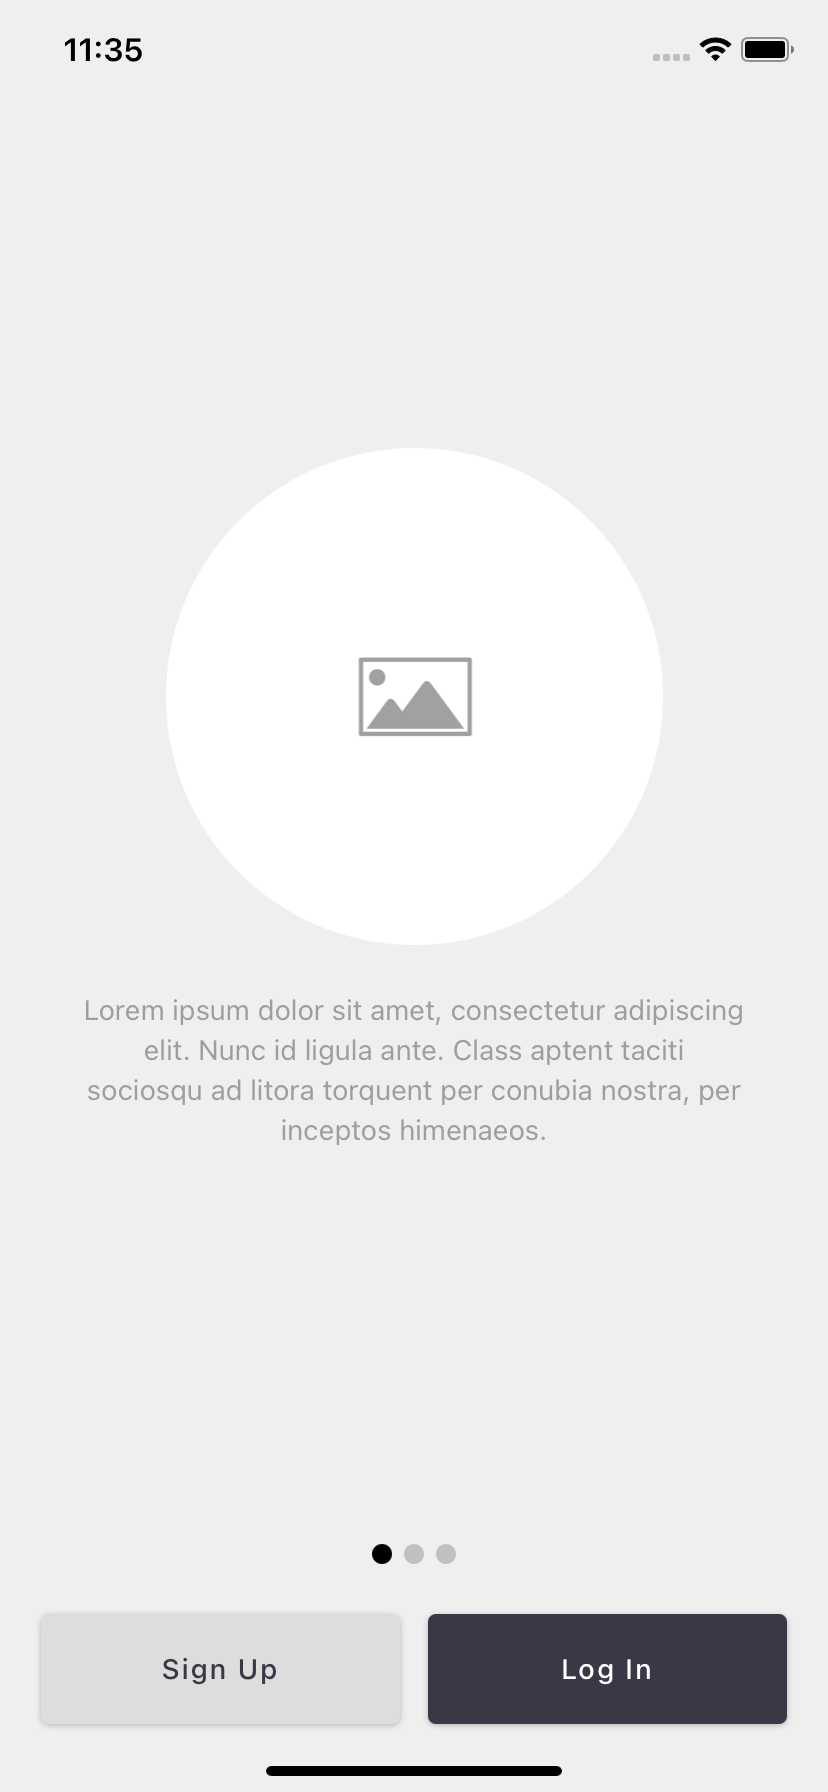 11:35
Lorem ipsum dolor sit amet, consectetur adipiscing
elit. Nunc id ligula ante. Class aptent taciti
sociosqu ad litora torquent per conubia nostra, per
inceptos himenaeos.
Sign Up
Log In